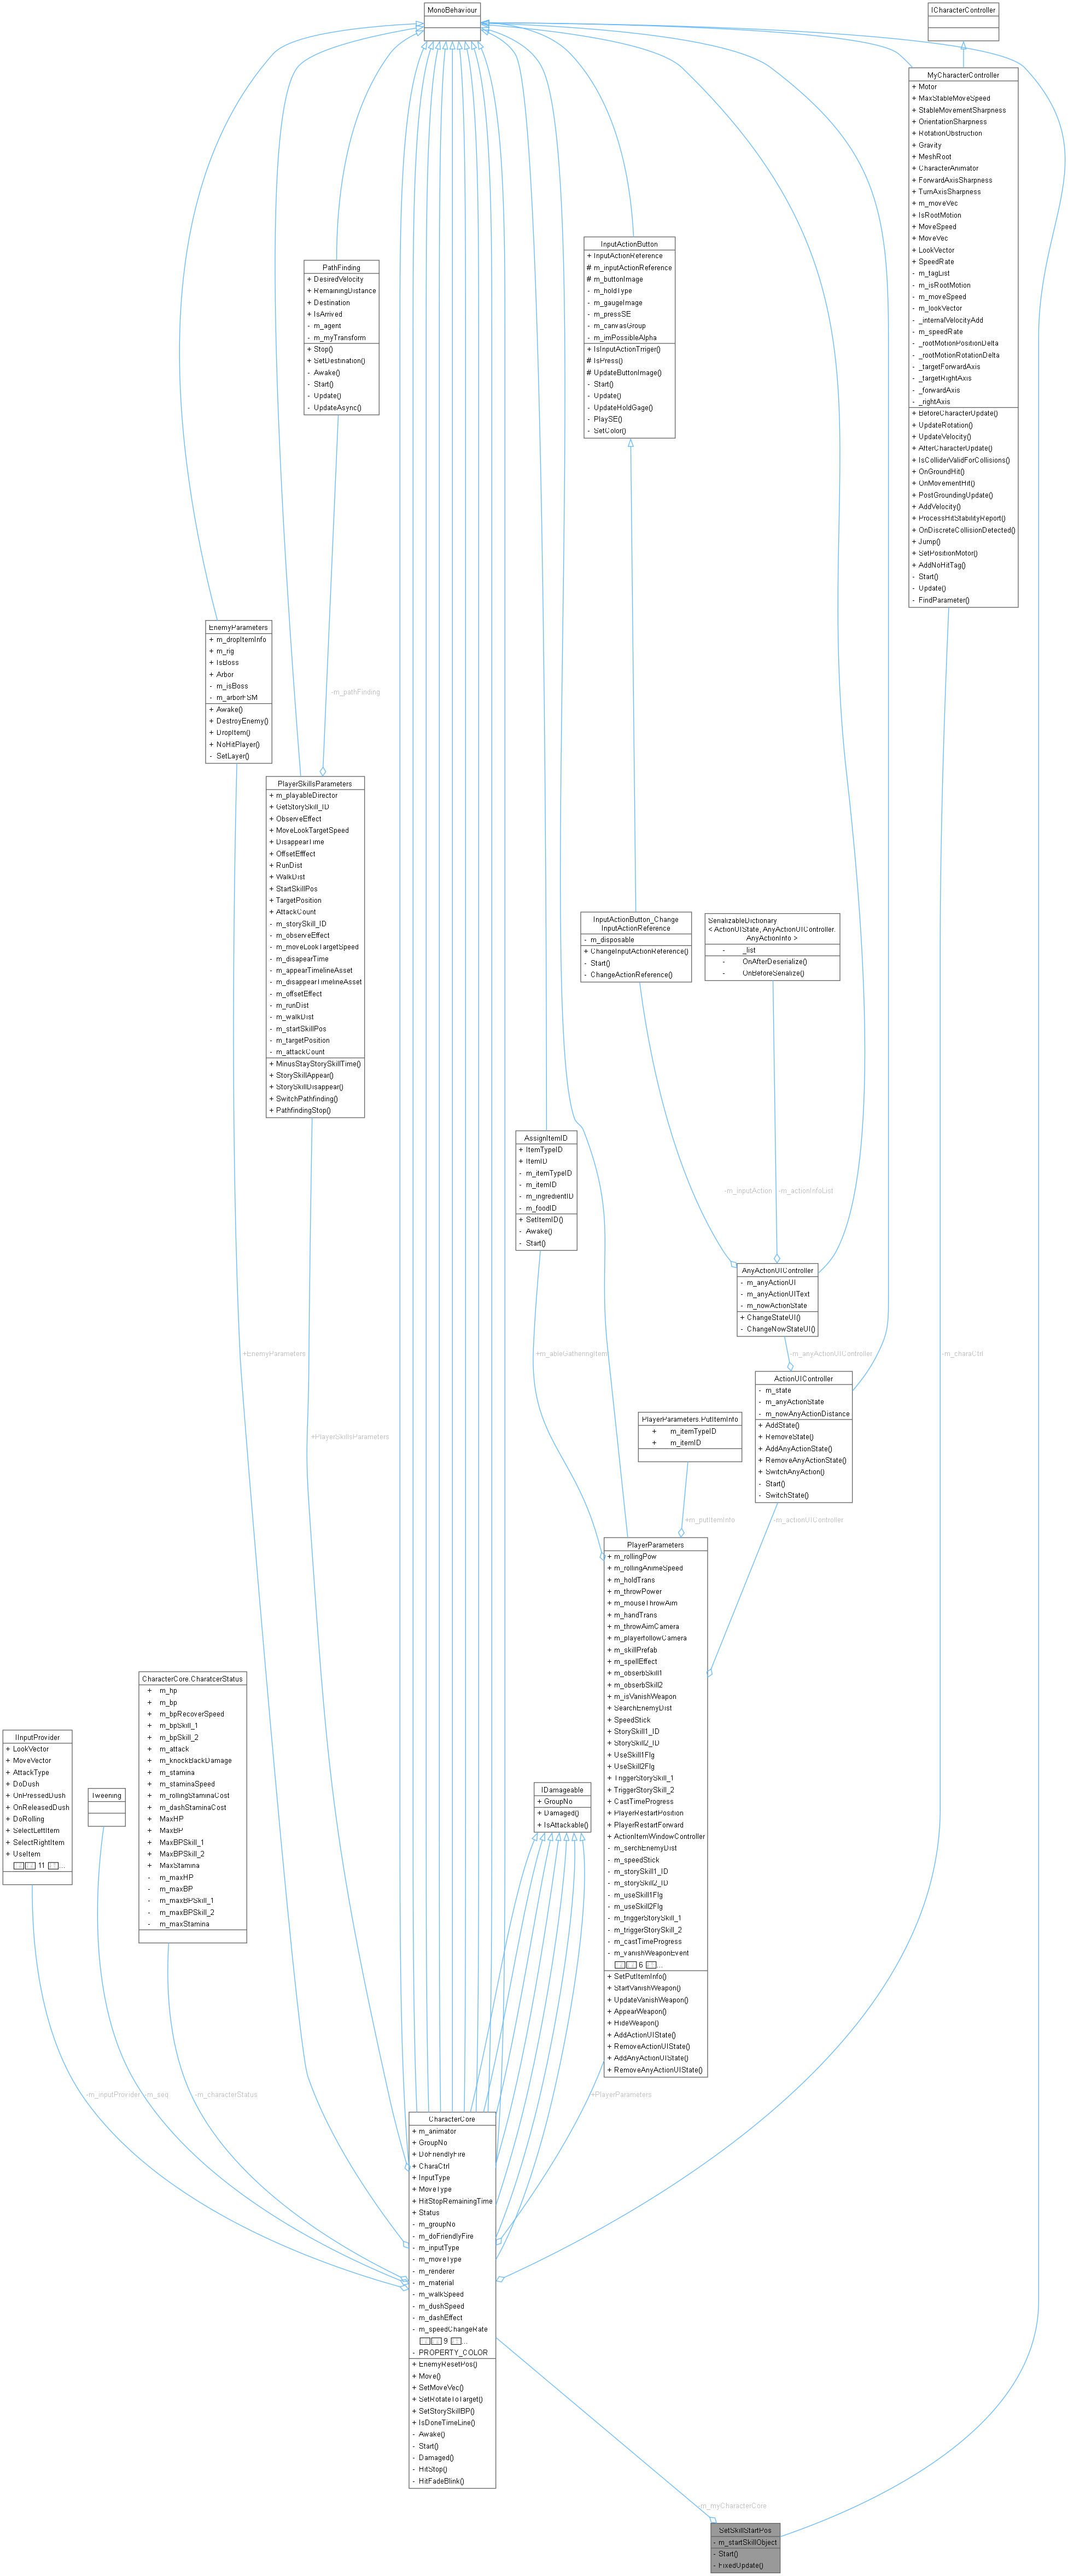 MonoBehaviour
ICharacterController
MyCharacterController
+ Motor
+ MaxStableMoveSpeed
+ StableMovementSharpness
+ OrientationSharpness
+ RotationObstruction
+ Gravity
+ MeshRoot
+ CharacterAnimator
+ ForwardAxisSharpness
+ TurnAxisSharpness
+ m_moveVec
+ IsRootMotion
+ MoveSpeed
+ MoveVec
+ LookVector
+ SpeedRate
- m_tagList
- m_isRootMotion
- m_moveSpeed
- m_lookVector
- _internalVelocityAdd
- m_speedRate
- _rootMotionPositionDelta
- _rootMotionRotationDelta
- _targetForwardAxis
- _targetRightAxis
- _forwardAxis
- _rightAxis
+ BeforeCharacterUpdate()
+ UpdateRotation()
+ UpdateVelocity()
+ AfterCharacterUpdate()
+ IsColliderValidForCollisions()
+ OnGroundHit()
+ OnMovementHit()
+ PostGroundingUpdate()
+ AddVelocity()
+ ProcessHitStabilityReport()
+ OnDiscreteCollisionDetected()
+ Jump()
+ SetPositionMotor()
+ AddNoHitTag()
- Start()
- Update()
- FindParameter()
InputActionButton
+ InputActionReference
# m_inputActionReference
# m_buttonImage
- m_holdType
- m_gaugeImage
- m_pressSE
- m_canvasGroup
- m_imPossibleAlpha
+ IsInputActionTrriger()
# IsPress()
# UpdateButtonImage()
- Start()
- Update()
- UpdateHoldGage()
- PlaySE()
- SetColor()
PathFinding
+ DesiredVelocity
+ RemainingDistance
+ Destination
+ IsArrived
- m_agent
- m_myTransform
+ Stop()
+ SetDestination()
- Awake()
- Start()
- Update()
- UpdateAsync()
EnemyParameters
+ m_dropItemInfo
+ m_rig
+ IsBoss
+ Arbor
- m_isBoss
- m_arborFSM
+ Awake()
+ DestroyEnemy()
+ DropItem()
+ NoHitPlayer()
- SetLayer()
-m_pathFinding
PlayerSkillsParameters
+ m_playableDirector
+ GetStorySkill_ID
+ ObserveEffect
+ MoveLookTargetSpeed
+ DisappearTime
+ OffsetEfffect
+ RunDist
+ WalkDist
+ StartSkillPos
+ TargetPosition
+ AttackCount
- m_storySkill_ID
- m_observeEffect
- m_moveLookTargetSpeed
- m_disapearTime
- m_appearTimelineAsset
- m_disappearTimelineAsset
- m_offsetEffect
- m_runDist
- m_walkDist
- m_startSkillPos
- m_targetPosition
- m_attackCount
+ MinusStayStorySkillTime()
+ StorySkillAppear()
+ StorySkillDisappear()
+ SwitchPathfinding()
+ PathfindingStop()
InputActionButton_Change
InputActionReference
- m_disposable
+ ChangeInputActionReference()
- Start()
- ChangeActionReference()
SerializableDictionary
< ActionUIState, AnyActionUIController.
AnyActionInfo >
- _list
- OnAfterDeserialize()
- OnBeforeSerialize()
AssignItemID
+ ItemTypeID
+ ItemID
- m_itemTypeID
- m_itemID
- m_ingredientID
- m_foodID
+ SetItemID()
- Awake()
- Start()
-m_inputAction
-m_actionInfoList
AnyActionUIController
- m_anyActionUI
- m_anyActionUIText
- m_nowActionState
+ ChangeStateUI()
- ChangeNowStateUI()
+EnemyParameters
+m_ableGatheringItem
-m_anyActionUIController
-m_charaCtrl
ActionUIController
- m_state
- m_anyActionState
- m_nowAnyActionDistance
+ AddState()
+ RemoveState()
+ AddAnyActionState()
+ RemoveAnyActionState()
+ SwitchAnyAction()
- Start()
- SwitchState()
PlayerParameters.PutItemInfo
+ m_itemTypeID
+ m_itemID
+PlayerSkillsParameters
+m_putItemInfo
-m_actionUIController
PlayerParameters
+ m_rollingPow
+ m_rollingAnimeSpeed
+ m_holdTrans
+ m_throwPower
+ m_mouseThrowAim
+ m_handTrans
+ m_throwAimCamera
+ m_playerfollowCamera
+ m_skillPrefab
+ m_spellEffect
+ m_obserbSkill1
+ m_obserbSkill2
+ m_isVanishWeapon
+ SearchEnemyDist
+ SpeedStick
+ StorySkill1_ID
+ StorySkill2_ID
+ UseSkill1Flg
+ UseSkill2Flg
+ TriggerStorySkill_1
+ TriggerStorySkill_2
+ CastTimeProgress
+ PlayerRestartPosition
+ PlayerRestartForward
+ ActionItemWindowController
- m_serchEnemyDist
- m_speedStick
- m_storySkill1_ID
- m_storySkill2_ID
- m_useSkill1Flg
- m_useSkill2Flg
- m_triggerStorySkill_1
- m_triggerStorySkill_2
- m_castTimeProgress
- m_vanishWeaponEvent
6 ...
+ SetPutItemInfo()
+ StartVanishWeapon()
+ UpdateVanishWeapon()
+ AppearWeapon()
+ HideWeapon()
+ AddActionUIState()
+ RemoveActionUIState()
+ AddAnyActionUIState()
+ RemoveAnyActionUIState()
CharacterCore.CharatcerStatus
+ m_hp
+ m_bp
+ m_bpRecoverSpeed
+ m_bpSkill_1
+ m_bpSkill_2
+ m_attack
+ m_knockBackDamage
+ m_stamina
+ m_staminaSpeed
+ m_rollingStaminaCost
+ m_dashStaminaCost
+ MaxHP
+ MaxBP
+ MaxBPSkill_1
+ MaxBPSkill_2
+ MaxStamina
- m_maxHP
- m_maxBP
- m_maxBPSkill_1
- m_maxBPSkill_2
- m_maxStamina
IInputProvider
+ LookVector
+ MoveVector
+ AttackType
+ DoDush
+ OnPressedDush
+ OnReleasedDush
+ DoRolling
+ SelectLeftItem
+ SelectRightItem
+ UseItem
11 ...
Tweening
IDamageable
+ GroupNo
+ Damaged()
+ IsAttackable()
-m_inputProvider
-m_seq
-m_characterStatus
+PlayerParameters
CharacterCore
+ m_animator
+ GroupNo
+ DoFriendlyFire
+ CharaCtrl
+ InputType
+ MoveType
+ HitStopRemainingTime
+ Status
- m_groupNo
- m_doFriendlyFire
- m_inputType
- m_moveType
- m_renderer
- m_material
- m_walkSpeed
- m_dushSpeed
- m_dashEffect
- m_speedChangeRate
9 ...
- PROPERTY_COLOR
+ EnemyResetPos()
+ Move()
+ SetMoveVec()
+ SetRotateToTarget()
+ SetStorySkillBP()
+ IsDoneTimeLine()
- Awake()
- Start()
- Damaged()
- HitStop()
- HitFadeBlink()
-m_myCharacterCore
SetSkillStartPos
- m_startSkillObject
- Start()
- FixedUpdate()